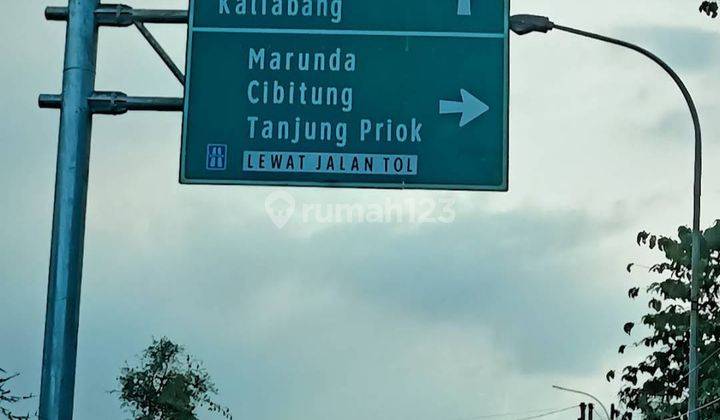 Kaliabang
Marunda
Cibitung
Tanjung Priok
LEWAT JALAN TOL
rumah123